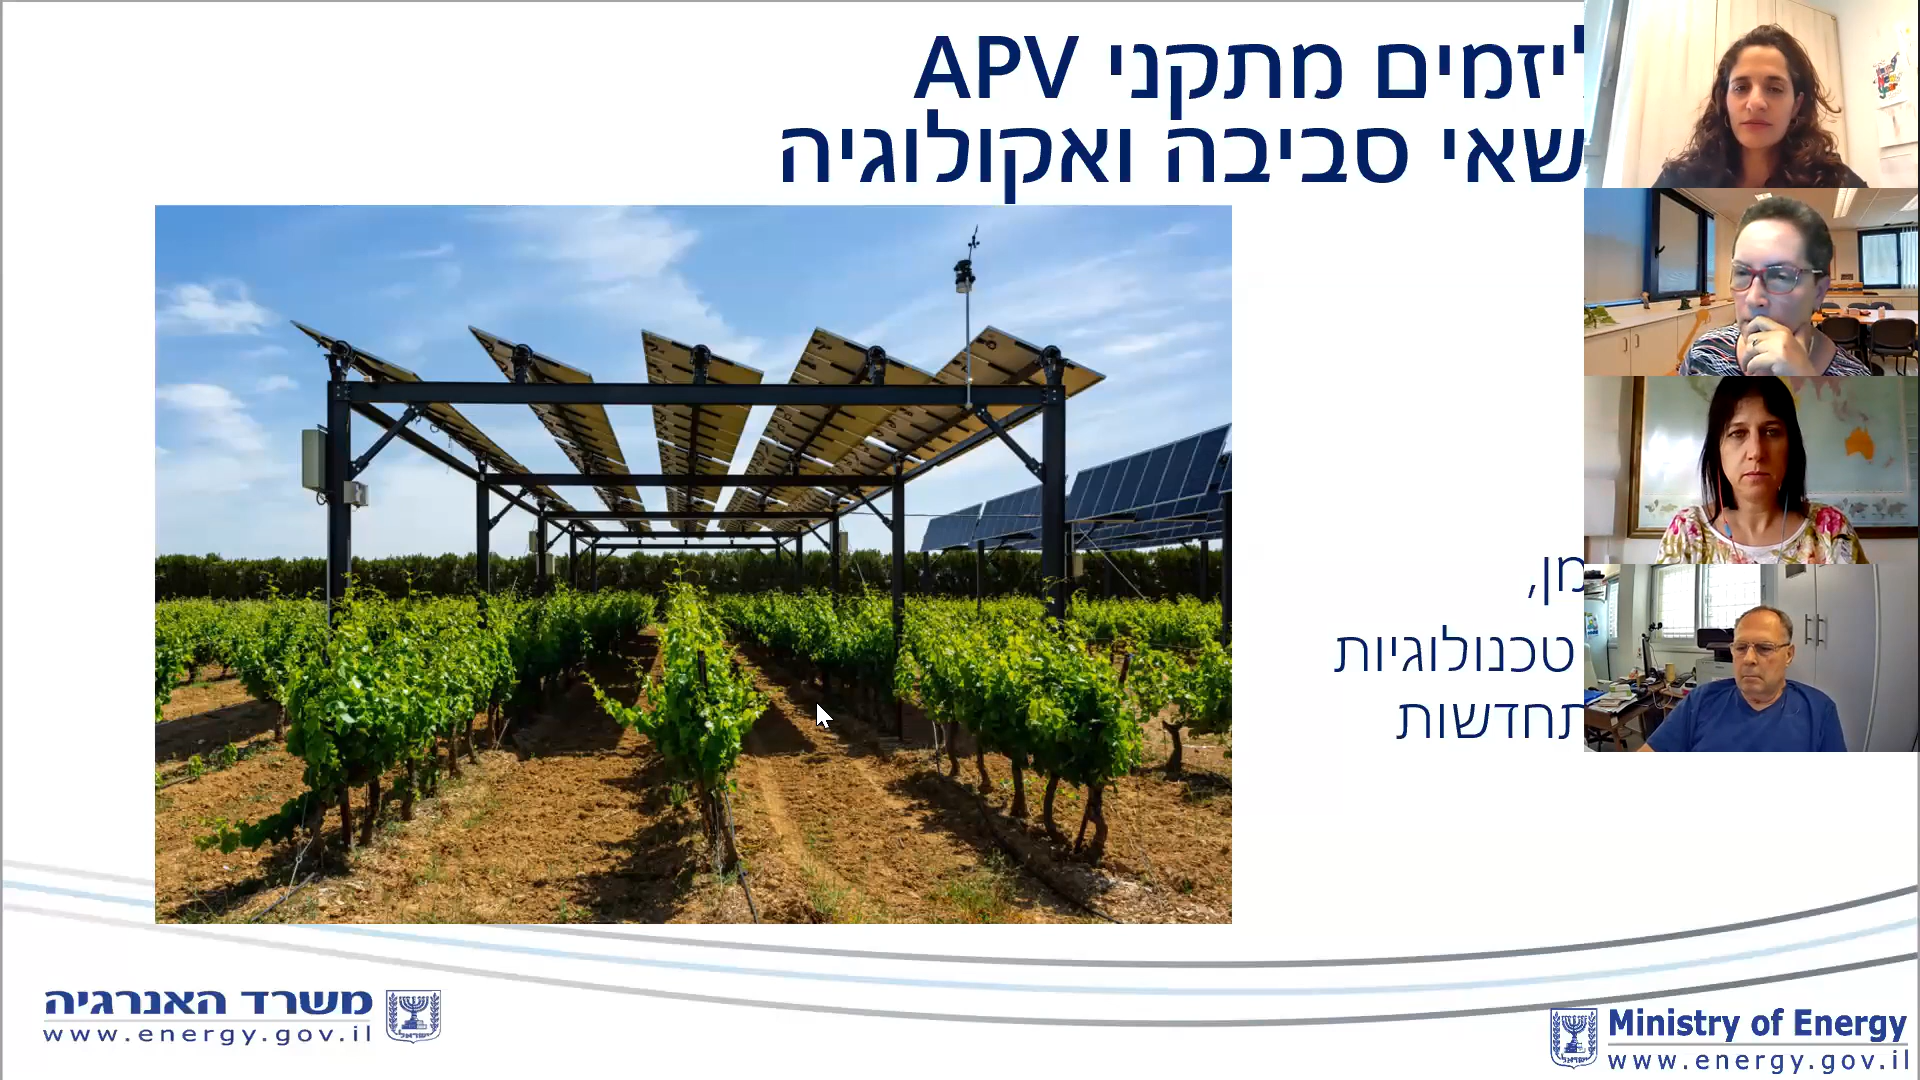 ליזמים מתקני APV
שאי סביבה ואקולוגיה
מן,
טכנולוגיות
תחדשות
משרד האנרגיה
www.energy.gov.il
Ministry of Energy
www.energy.gov.il